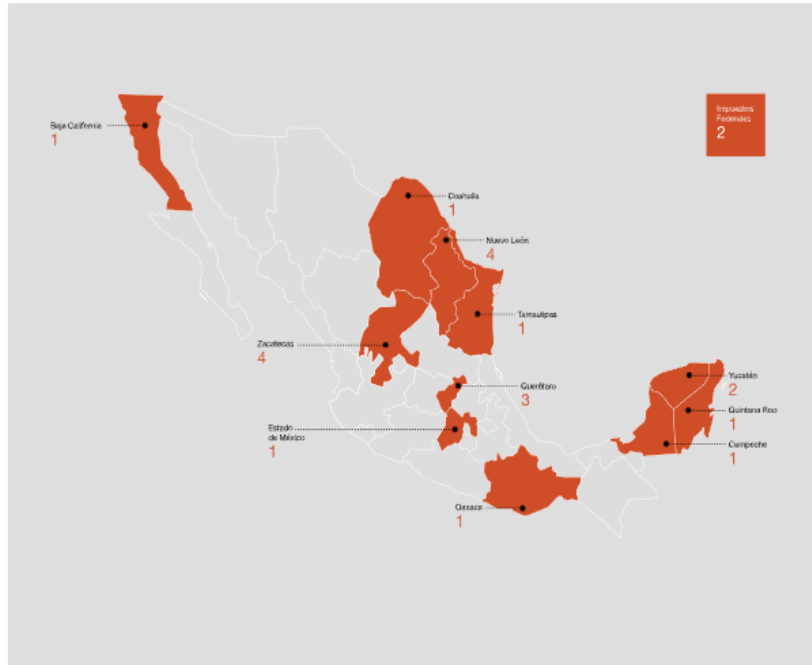 Impuestos
Federales
2
Baja California
1
Coahuila
1
Nuevo León
4
Tamaulipas
1
Zacatecas
4
Querétaro
3
Yucatán
2
Quintana Roo
1
Campeche
1
Estado
de México
1
Oaxaca
1